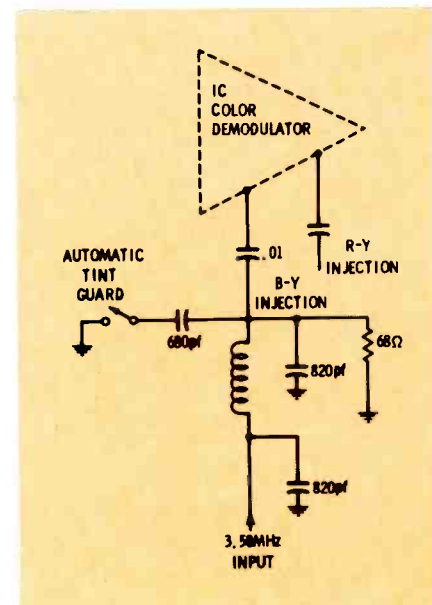 IC
COLOR
DEMODULATOR
.01
R-Y
INJECTION
B-Y
INJECTION
AUTOMATIC
TINT
GUARD
680pf
820pf
68Ω
820pf
3.58MHz
INPUT